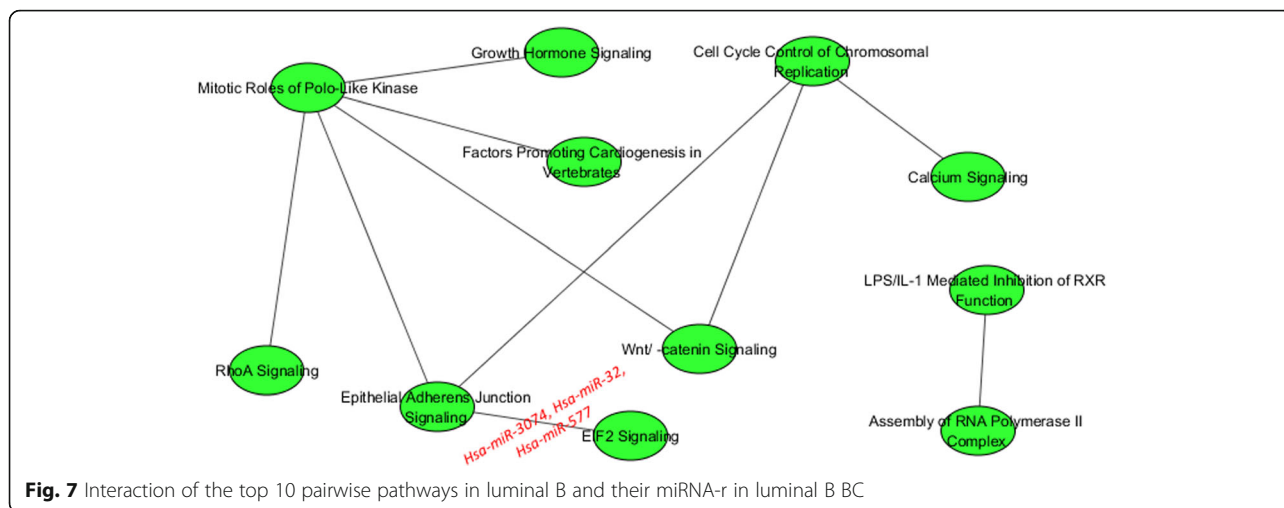 Growth Hormone Signaling
Cell Cycle Control of Chromosomal
Replication
Mitotic Roles of Polo-Like Kinase
Factors Promoting Cardiogenesis in
Vertebrates
Calcium Signaling
LPS/IL-1 Mediated Inhibition of RXR
Function
Wnt/ -catenin Signaling
RhoA Signaling
Epithelial Adherens Junction
Signaling
Hsa-miR-3074, Hsa-miR-32,
Hsa-miR-577
EIF2 Signaling
Assembly of RNA Polymerase II
Complex
Fig. 7 Interaction of the top 10 pairwise pathways in luminal B and their miRNA-r in luminal B BC